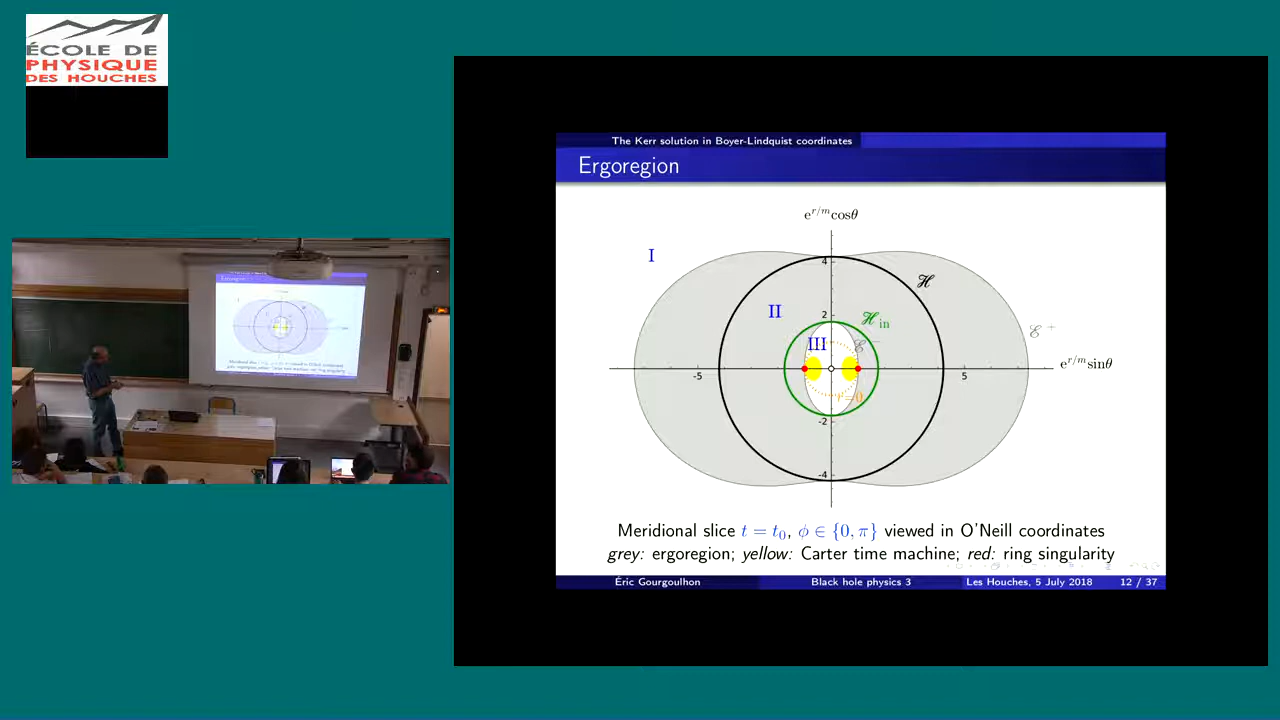 ÉCOLE DE
PHYSIQUE
DES HOUCHES
The Kerr solution in Boyer-Lindquist coordinates
Ergoregion
e^{r/m}cosθ
I
4
ℋ
II
2
ℋ_in
III
ℰ^−
ℰ^+
-5
5
e^{r/m}sinθ
r=0
-2
-4
Meridional slice t = t₀, ϕ ∈ {0, π} viewed in O'Neill coordinates
grey: ergoregion; yellow: Carter time machine; red: ring singularity
Éric Gourgoulhon
Black hole physics 3
Les Houches, 5 July 2018
12 / 37